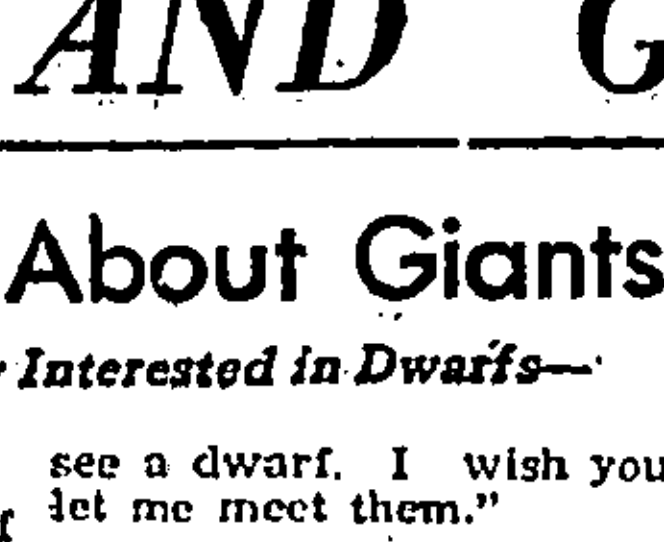 AND G
About Giants
Interested in Dwarfs—
see a dwarf. I wish you
let me meet them."